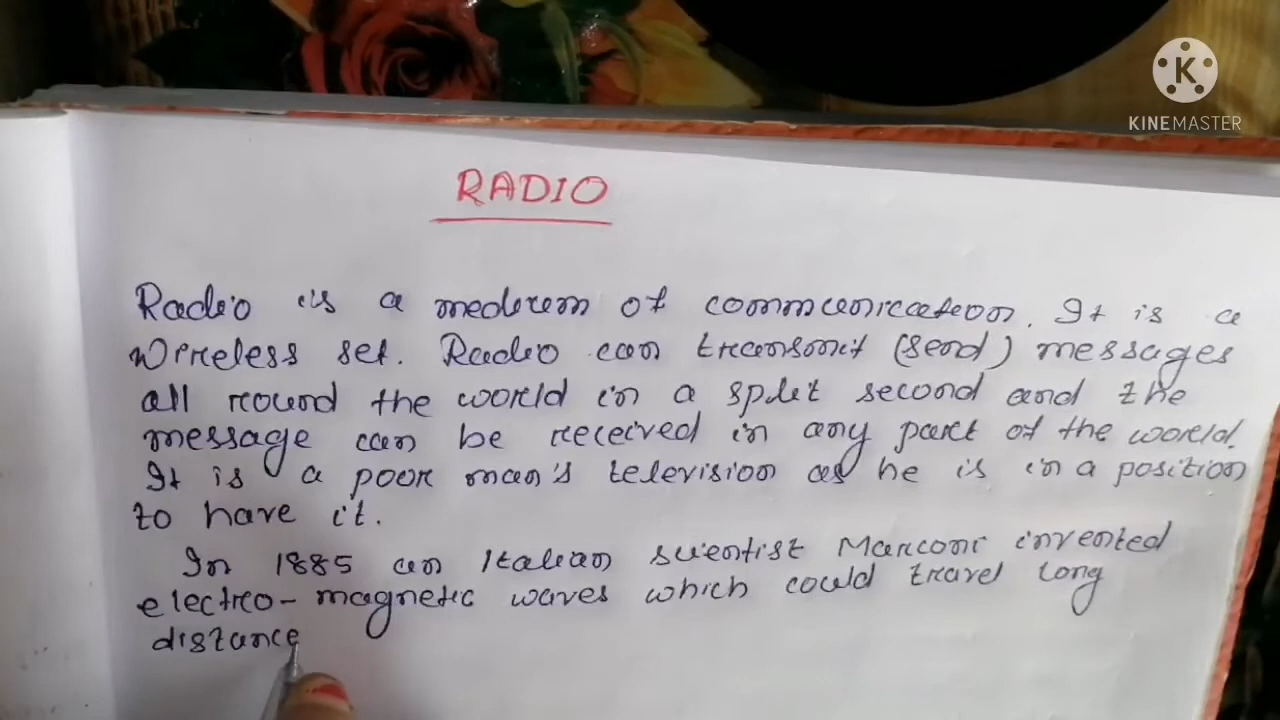 K
KINEMASTER
RADIO
Radio is a medium of communication. It is a
Wireless set. Radio can transmit (send) messages
all round the world in a split second and the
message can be received in any part of the world.
It is a poor man's television as he is in a position
to have it.
In 1885 an Italian scientist Marconi invented
electro-magnetic waves which could travel long
distance